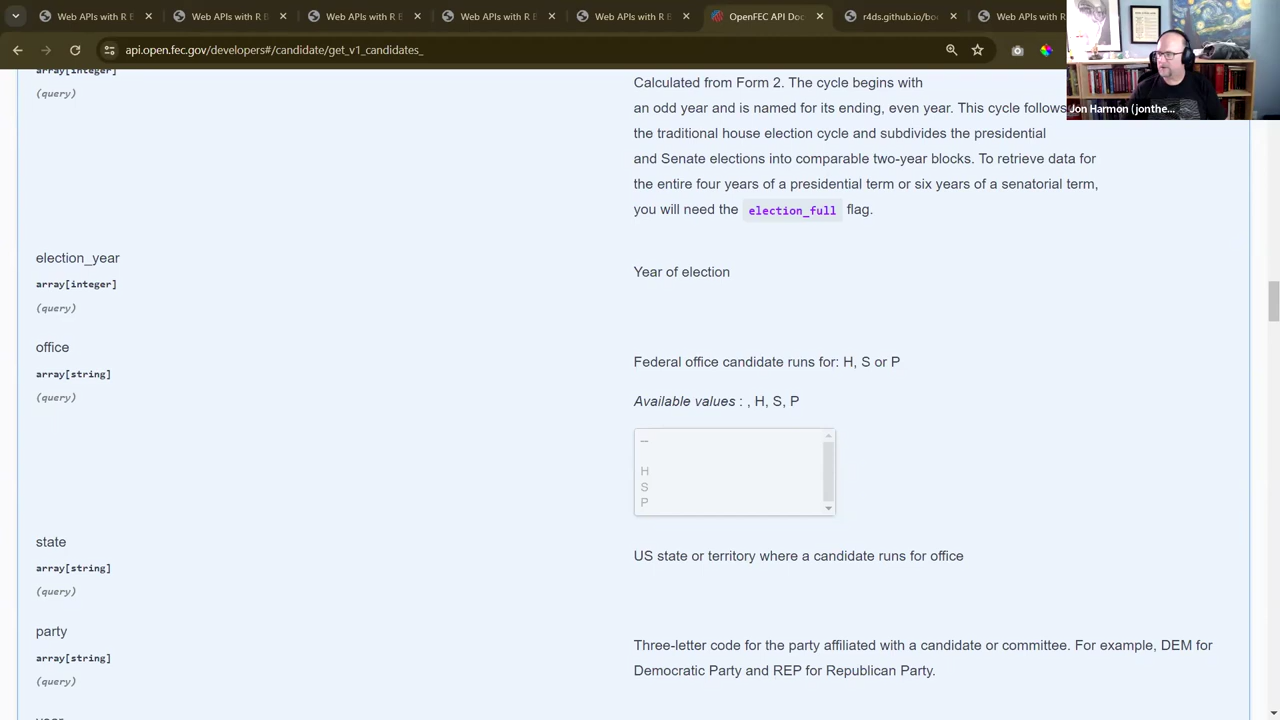 Web APIs with R E
Web APIs with R E
Web APIs with R E
Web APIs with R E
Web APIs with R E
OpenFEC API Doc
r4ds.github.io/bo
Web APIs with R
api.open.fec.gov/developers#/candidate/get_v1_candidates_
Jon Harmon (jonthe...
array[integer]
(query)
Calculated from Form 2. The cycle begins with
an odd year and is named for its ending, even year. This cycle follows
the traditional house election cycle and subdivides the presidential
and Senate elections into comparable two-year blocks. To retrieve data for
the entire four years of a presidential term or six years of a senatorial term,
you will need the election_full flag.
election_year
array[integer]
(query)
Year of election
office
array[string]
(query)
Federal office candidate runs for: H, S or P
Available values : , H, S, P
--
H
S
P
state
array[string]
(query)
US state or territory where a candidate runs for office
party
array[string]
(query)
Three-letter code for the party affiliated with a candidate or committee. For example, DEM for
Democratic Party and REP for Republican Party.